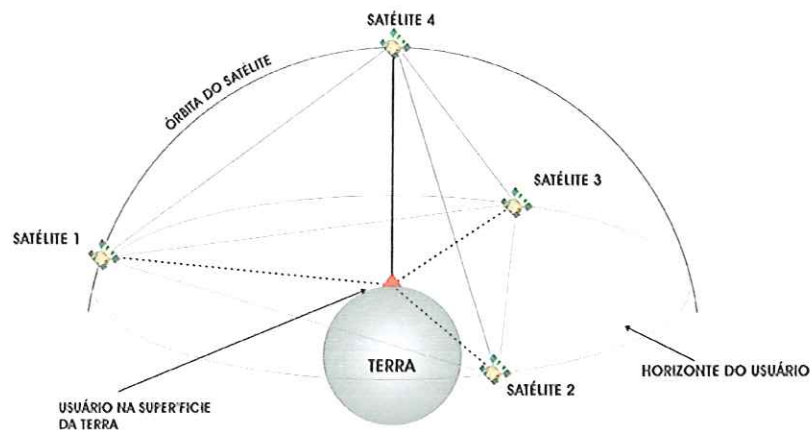 SATÉLITE 4
ÓRBITA DO SATÉLITE
SATÉLITE 3
SATÉLITE 1
TERRA
SATÉLITE 2
HORIZONTE DO USUÁRIO
USUÁRIO NA SUPERFÍCIE
DA TERRA